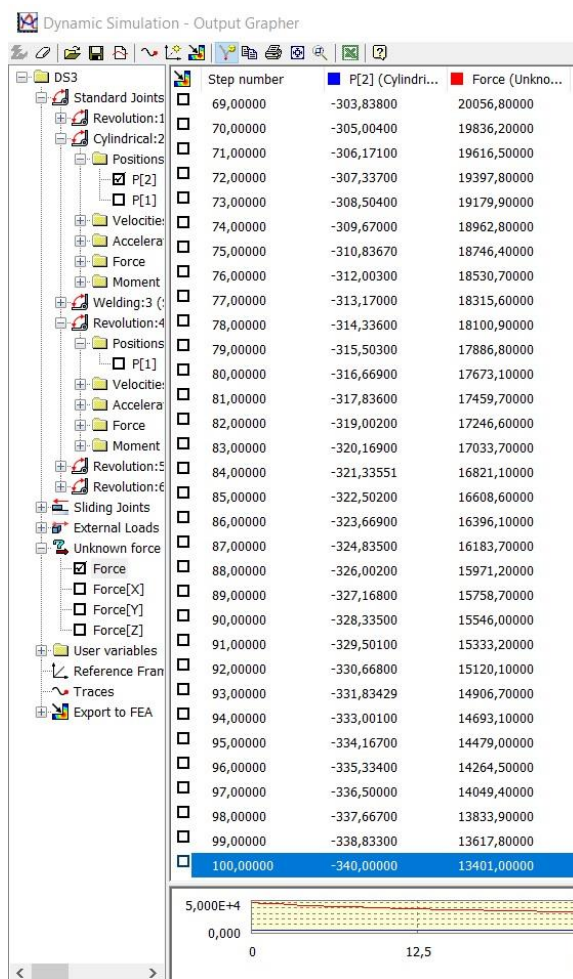 Dynamic Simulation - Output Grapher
DS3
Standard Joints
Revolution:1
Cylindrical:2
Positions
P[2]
P[1]
Velocitie
Accelera
Force
Moment
Welding:3 (
Revolution:4
Positions
P[1]
Velocitie
Accelera
Force
Moment
Revolution:5
Revolution:6
Sliding Joints
External Loads
Unknown force
Force
Force[X]
Force[Y]
Force[Z]
User variables
Reference Fram
Traces
Export to FEA
Step number P[2] (Cylindri... Force (Unkno...
69,00000 -303,83800 20056,80000
70,00000 -305,00400 19836,20000
71,00000 -306,17100 19616,50000
72,00000 -307,33700 19397,80000
73,00000 -308,50400 19179,90000
74,00000 -309,67000 18962,80000
75,00000 -310,83670 18746,40000
76,00000 -312,00300 18530,70000
77,00000 -313,17000 18315,60000
78,00000 -314,33600 18100,90000
79,00000 -315,50300 17886,80000
80,00000 -316,66900 17673,10000
81,00000 -317,83600 17459,70000
82,00000 -319,00200 17246,60000
83,00000 -320,16900 17033,70000
84,00000 -321,33551 16821,10000
85,00000 -322,50200 16608,60000
86,00000 -323,66900 16396,10000
87,00000 -324,83500 16183,70000
88,00000 -326,00200 15971,20000
89,00000 -327,16800 15758,70000
90,00000 -328,33500 15546,00000
91,00000 -329,50100 15333,20000
92,00000 -330,66800 15120,10000
93,00000 -331,83429 14906,70000
94,00000 -333,00100 14693,10000
95,00000 -334,16700 14479,00000
96,00000 -335,33400 14264,50000
97,00000 -336,50000 14049,40000
98,00000 -337,66700 13833,90000
99,00000 -338,83300 13617,80000
100,00000 -340,00000 13401,00000
5,000E+4
0,000
0 12,5